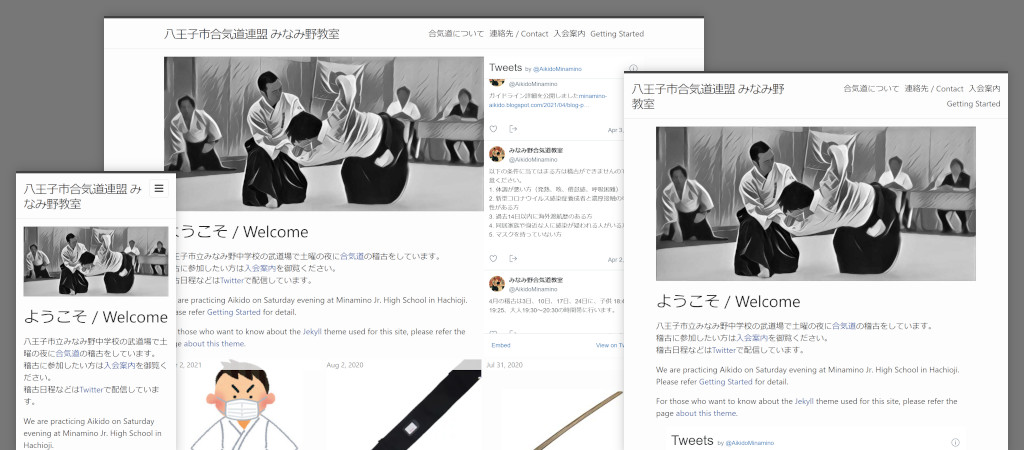 八王子市合気道連盟 みなみ野教室
合気道について 連絡先 / Contact 入会案内 Getting Started
Tweets by @AikidoMinamino
@AikidoMinamino
ガイドライン詳細を公開しましたminamino-
aikido.blogspot.com/2021/04/blog-p…
Apr 3,
みなみ野合気道教室
@AikidoMinamino
以下の条件に当てはまる方は稽古ができませんので
意ください。
1. 体調が悪い方（発熱、咳、倦怠感、呼吸困難）
2. 新型コロナウイルス感染症養成者と濃厚接触の
性がある方
3. 過去14日以内に海外渡航歴のある方
4. 同居家族や身近な人に感染が疑われる人がいる
5. マスクを持っていない方
Apr 2,
みなみ野合気道教室
@AikidoMinamino
4月の稽古は3日、10日、17日、24日に、子供 18:4
19:25、大人19:30〜20:30の時間帯に行います。
Embed
View on Tw
ようこそ / Welcome
王子市立みなみ野中学校の武道場で土曜の夜に合気道の稽古をしています。
古に参加したい方は入会案内を御覧ください。
古日程などはTwitterで配信しています。
are practicing Aikido on Saturday evening at Minamino Jr. High School in Hachioji.
refer Getting Started for detail.
those who want to know about the Jekyll theme used for this site, please refer the
about this theme.
2, 2021
Aug 2, 2020
Jul 31, 2020
八王子市合気道連盟 み
なみ野教室
ようこそ / Welcome
八王子市立みなみ野中学校の武道場で土
曜の夜に合気道の稽古をしています。
稽古に参加したい方は入会案内を御覧く
ださい。
稽古日程などはTwitterで配信していま
す。
We are practicing Aikido on Saturday
evening at Minamino Jr. High School in
Hachioji.
八王子市合気道連盟 みなみ野
教室
合気道について 連絡先 / Contact 入会案内
Getting Started
ようこそ / Welcome
八王子市立みなみ野中学校の武道場で土曜の夜に合気道の稽古をしています。
稽古に参加したい方は入会案内を御覧ください。
稽古日程などはTwitterで配信しています。
We are practicing Aikido on Saturday evening at Minamino Jr. High School in Hachioji.
Please refer Getting Started for detail.
For those who want to know about the Jekyll theme used for this site, please refer the
page about this theme.
Tweets by @AikidoMinamino